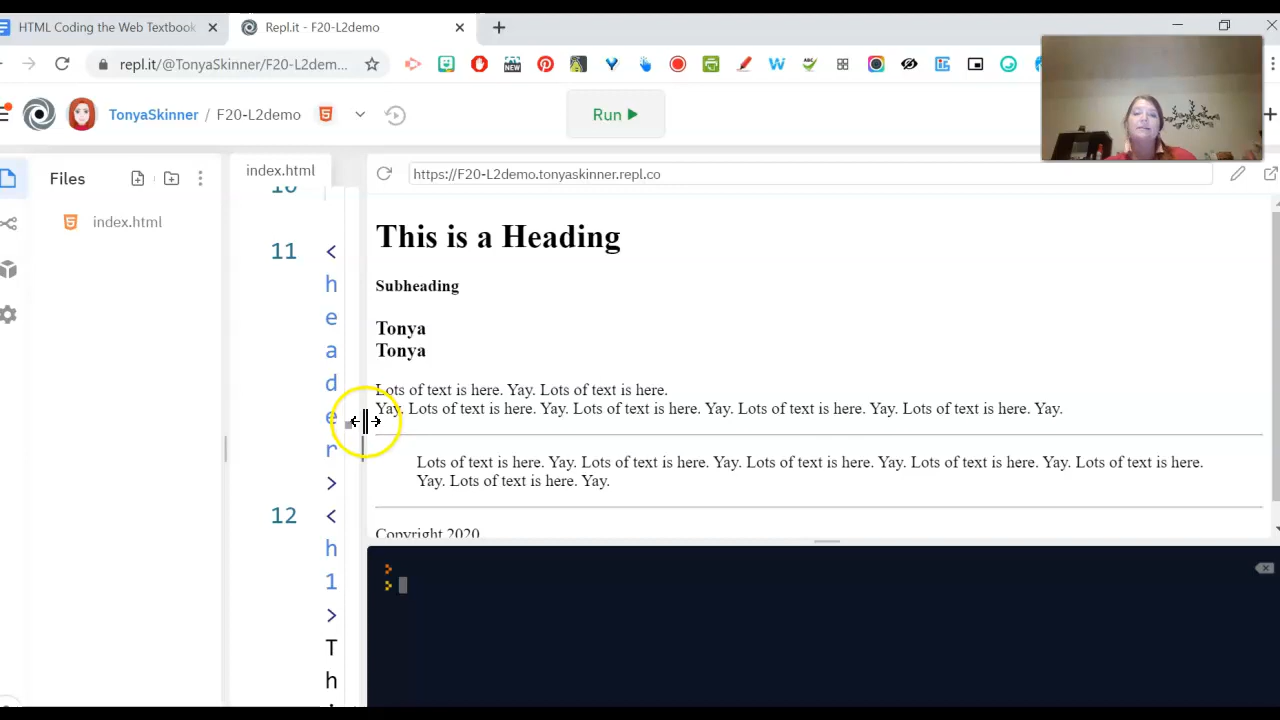 HTML Coding the Web Textbook
Repl.it - F20-L2demo
repl.it/@TonyaSkinner/F20-L2dem...
NEW
TonyaSkinner / F20-L2demo
Run
Files
index.html
index.html
https://F20-L2demo.tonyaskinner.repl.co
10
11
<
h
e
a
d
e
r
>
12
<
h
1
>
T
h
This is a Heading
Subheading
Tonya
Tonya
Lots of text is here. Yay. Lots of text is here.
Yay. Lots of text is here. Yay. Lots of text is here. Yay. Lots of text is here. Yay. Lots of text is here. Yay.
Lots of text is here. Yay. Lots of text is here. Yay. Lots of text is here. Yay. Lots of text is here. Yay. Lots of text is here.
Yay. Lots of text is here. Yay.
Copyright 2020
>
>